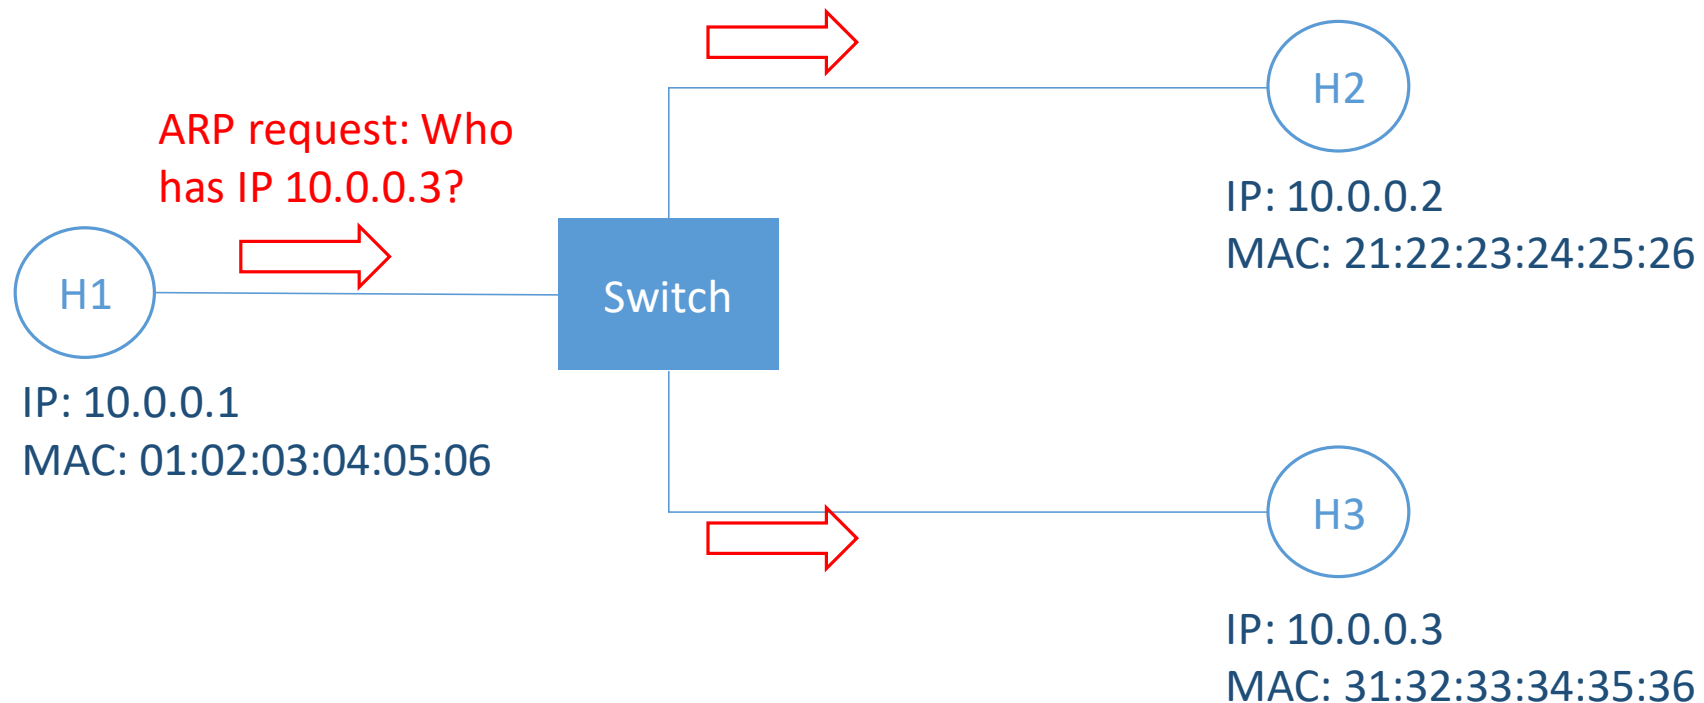 ARP request: Who
has IP 10.0.0.3?
H1
IP: 10.0.0.1
MAC: 01:02:03:04:05:06
Switch
H2
IP: 10.0.0.2
MAC: 21:22:23:24:25:26
H3
IP: 10.0.0.3
MAC: 31:32:33:34:35:36